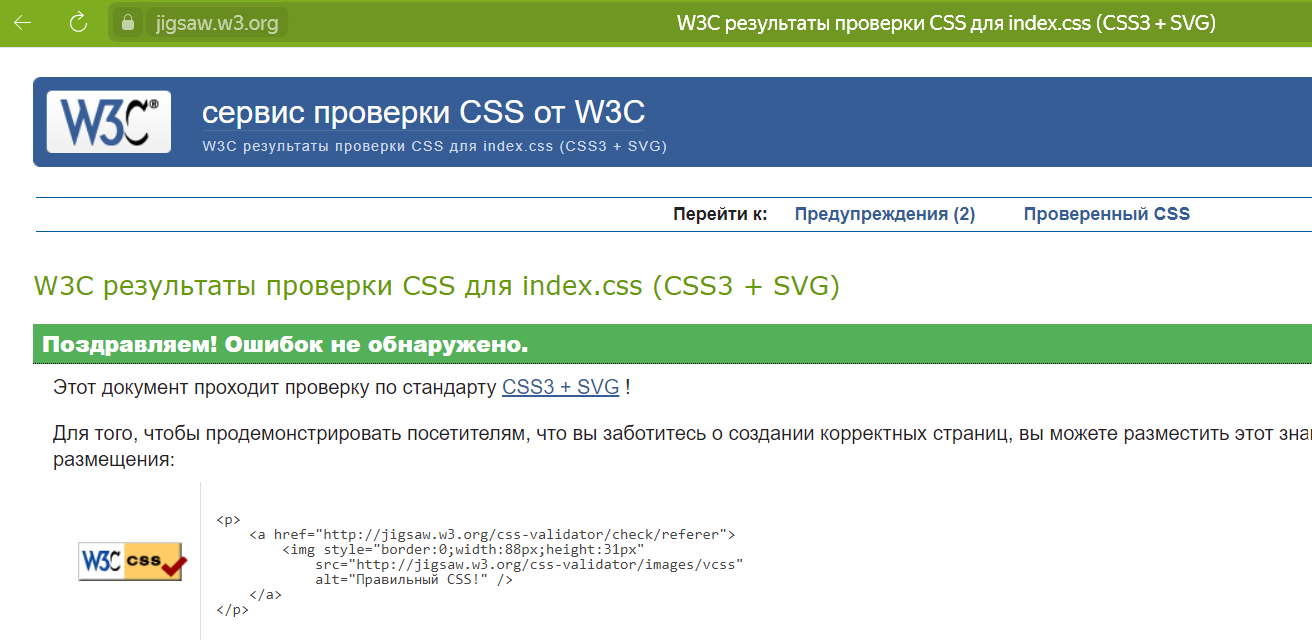 jigsaw.w3.org
W3C результаты проверки CSS для index.css (CSS3 + SVG)
W3C®
сервис проверки CSS от W3C
W3C результаты проверки CSS для index.css (CSS3 + SVG)
Перейти к: Предупреждения (2) Проверенный CSS
W3C результаты проверки CSS для index.css (CSS3 + SVG)
Поздравляем! Ошибок не обнаружено.
Этот документ проходит проверку по стандарту CSS3 + SVG !
Для того, чтобы продемонстрировать посетителям, что вы заботитесь о создании корректных страниц, вы можете разместить этот
размещения:
<p>
<a href="http://jigsaw.w3.org/css-validator/check/referer">
<img style="border:0;width:88px;height:31px"
src="http://jigsaw.w3.org/css-validator/images/vcss"
alt="Правильный CSS!" />
</a>
</p>
W3C css